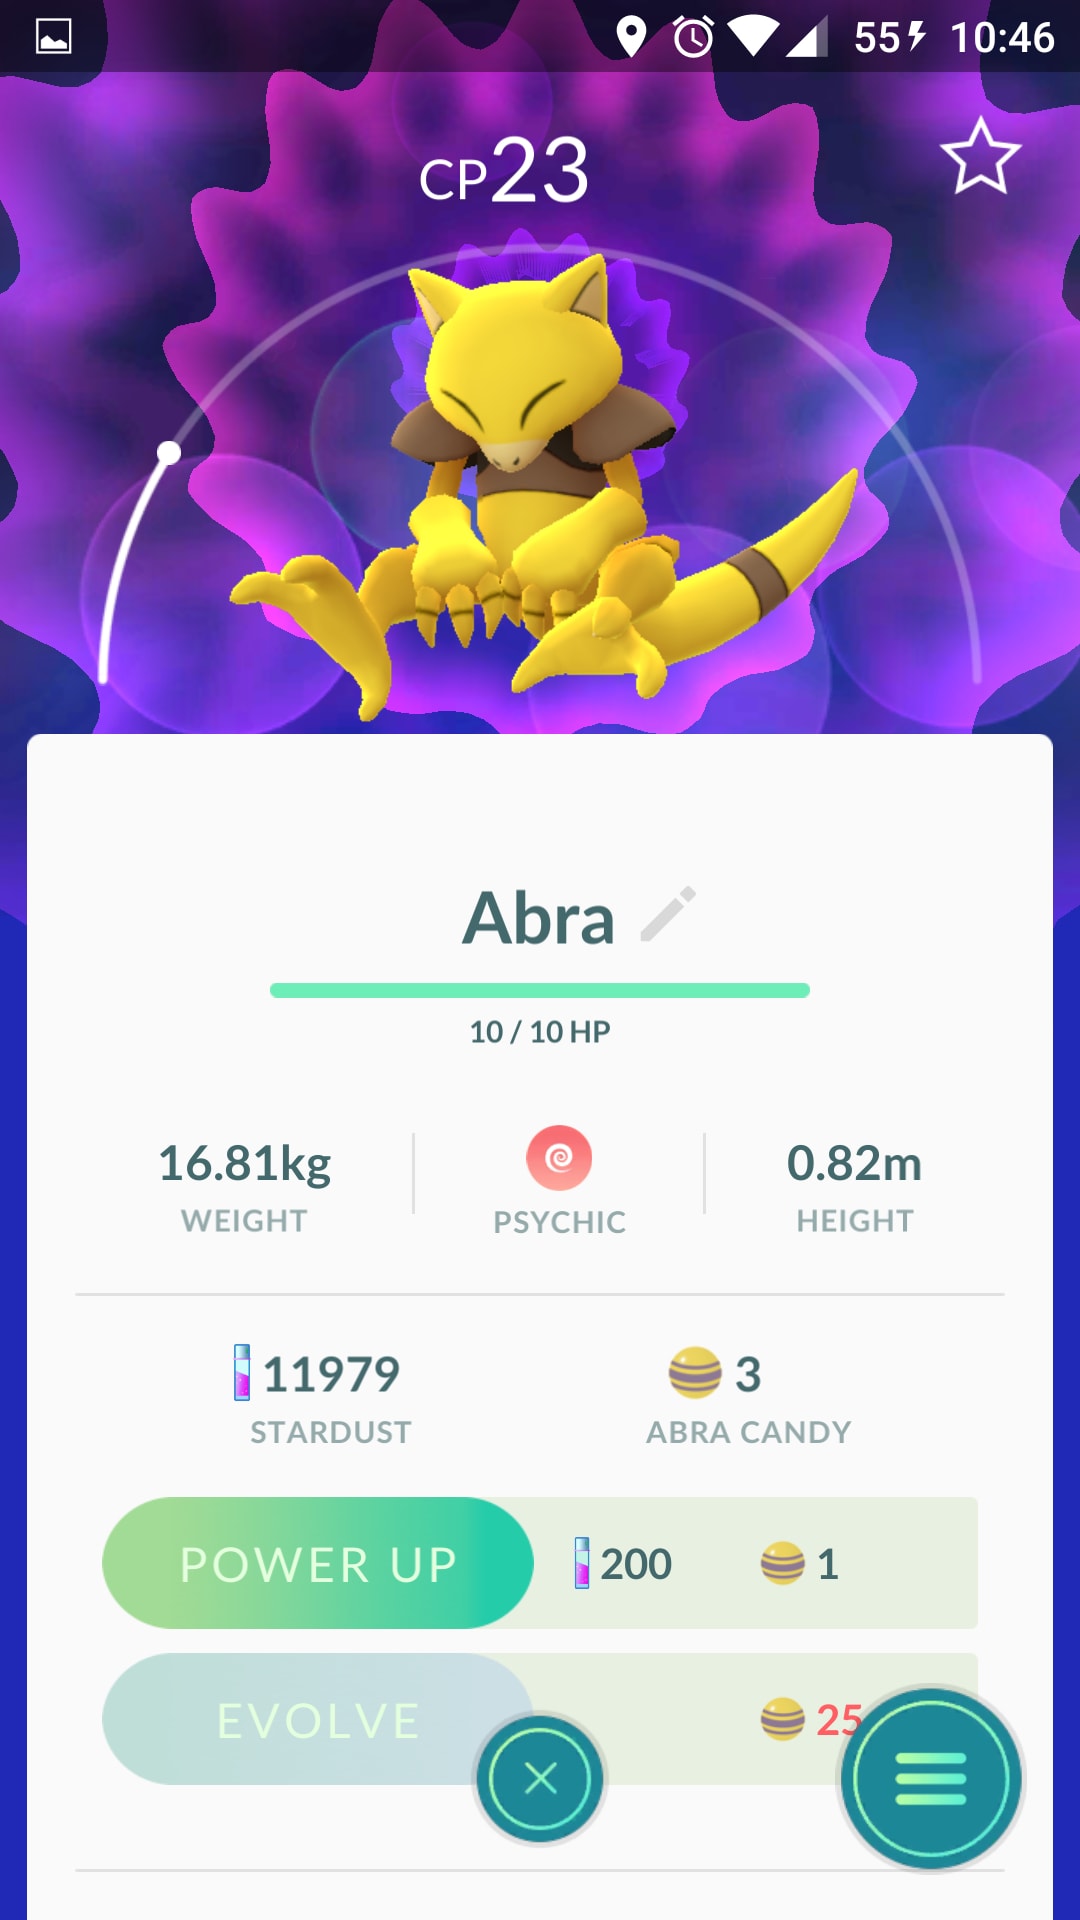 55 10:46
CP23
Abra
10 / 10 HP
16.81kg
WEIGHT
PSYCHIC
0.82m
HEIGHT
11979
STARDUST
3
ABRA CANDY
POWER UP 200 1
EVOLVE 25